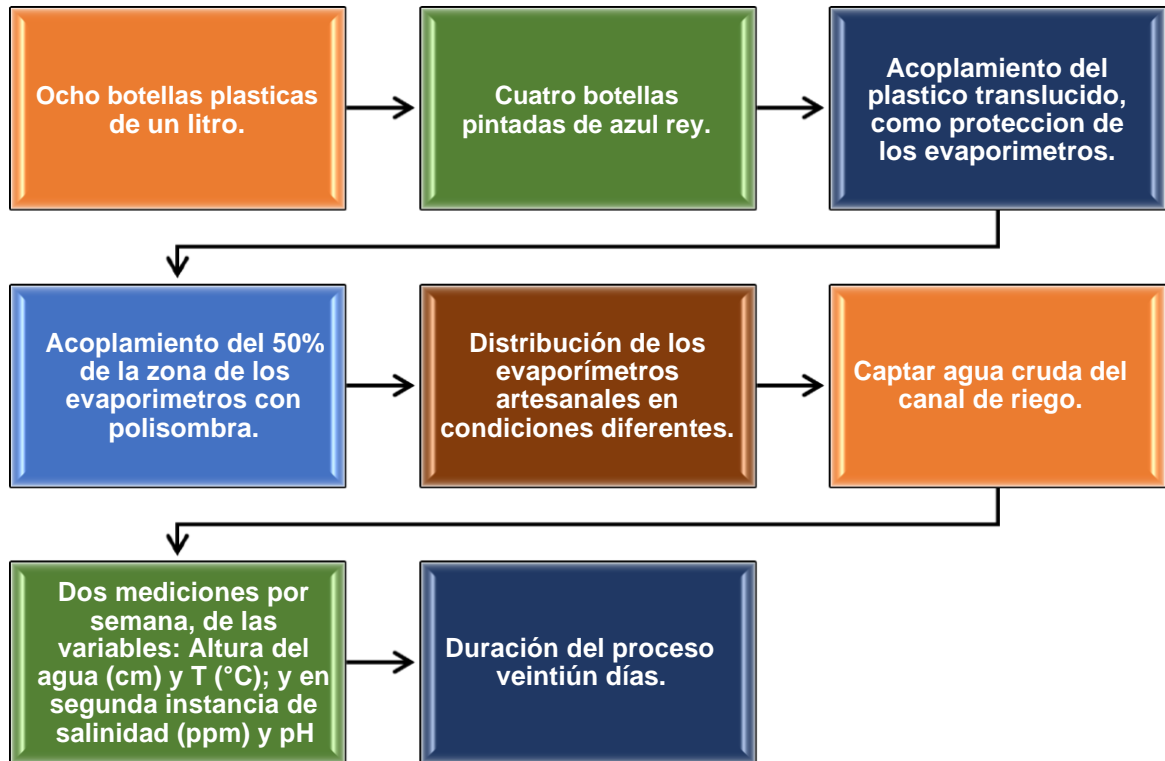 Ocho botellas plasticas
de un litro.
Cuatro botellas
pintadas de azul rey.
Acoplamiento del
plastico translucido,
como proteccion de
los evaporimetros.
Acoplamiento del 50%
de la zona de los
evaporimetros con
polisombra.
Distribución de los
evaporímetros
artesanales en
condiciones diferentes.
Captar agua cruda del
canal de riego.
Dos mediciones por
semana, de las
variables: Altura del
agua (cm) y T (°C); y en
segunda instancia de
salinidad (ppm) y pH
Duración del proceso
veintiún días.